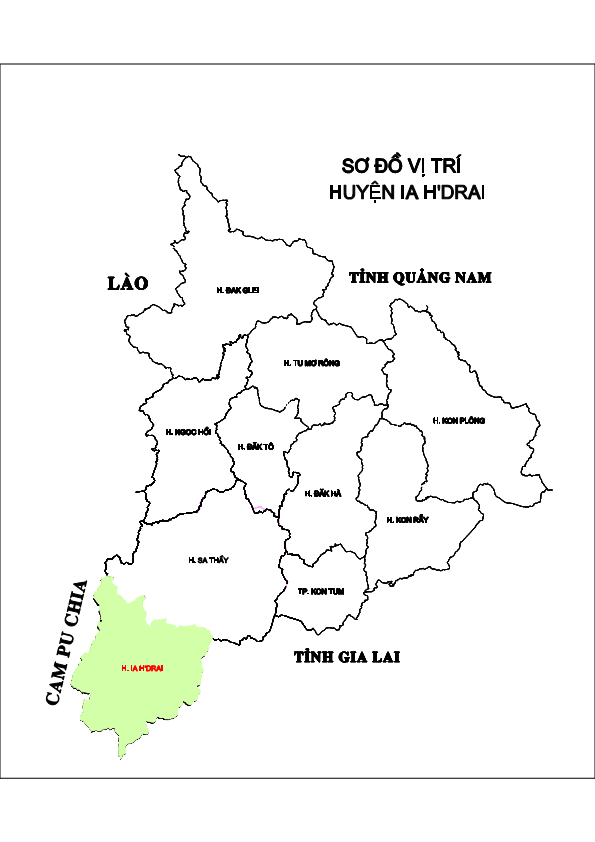 SƠ ĐỒ VỊ TRÍ
HUYỆN IA H'DRAI
LÀO
TỈNH QUẢNG NAM
H. ĐAK GLEI
H. TU MƠ RÔNG
H. NGỌC HỒI
H. ĐĂK TÔ
H. KON PLÔNG
H. ĐĂK HÀ
H. KON RẪY
H. SA THẦY
TP. KON TUM
CAM PU CHIA
TỈNH GIA LAI
H. IA H'DRAI